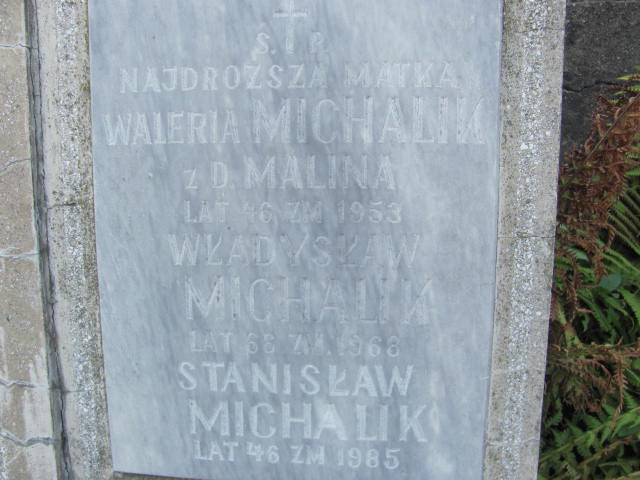 Ś. P.
NAJDROŻSZA MATKA
WALERIA MICHALIK
Z D. MALINA
LAT 46 ZM 1953
WŁADYSŁAW
MICHALIK
LAT 66 ZM. 1968
STANISŁAW
MICHALIK
LAT 46 ZM 1985